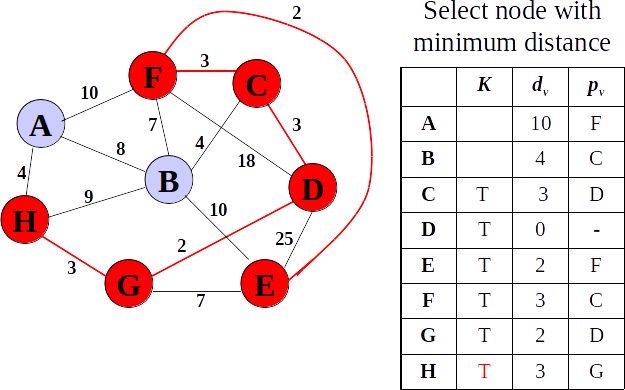 2
Select node with
minimum distance
3
F
C
K dv pv
10
A 10 F
A
7
4
3
B 4 C
8
18
C T 3 D
4
B
D
D T 0 -
9
H
10
E T 2 F
2
25
F T 3 C
3
G
E
G T 2 D
7
H T 3 G